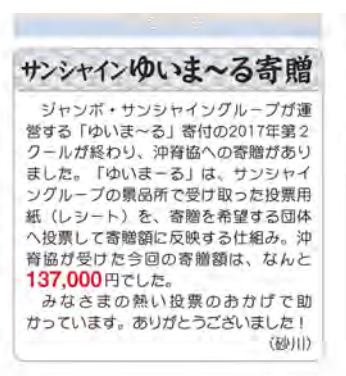 サンシャインゆいま～る寄贈
　ジャンボ・サンシャイングループが運
営する「ゆいま～る」寄付の2017年第２
クールが終わり、沖脊協への寄贈があり
ました。「ゆいまーる」は、サンシャイ
ングループの景品所で受け取った投票用
紙（レシート）を、寄贈を希望する団体
へ投票して寄贈額に反映する仕組み。沖
脊協が受けた今回の寄贈額は、なんと
137,000円でした。
　みなさまの熱い投票のおかげで助
かっています。ありがとうございました！
（砂川）